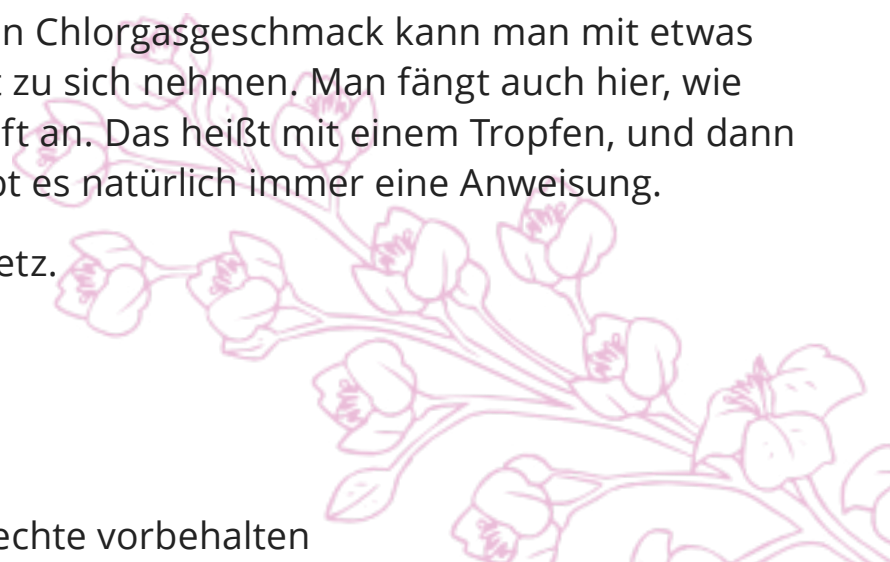 n Chlorgasgeschmack kann man mit etwas
t zu sich nehmen. Man fängt auch hier, wie
ft an. Das heißt mit einem Tropfen, und dann
bt es natürlich immer eine Anweisung.
etz.
echte vorbehalten